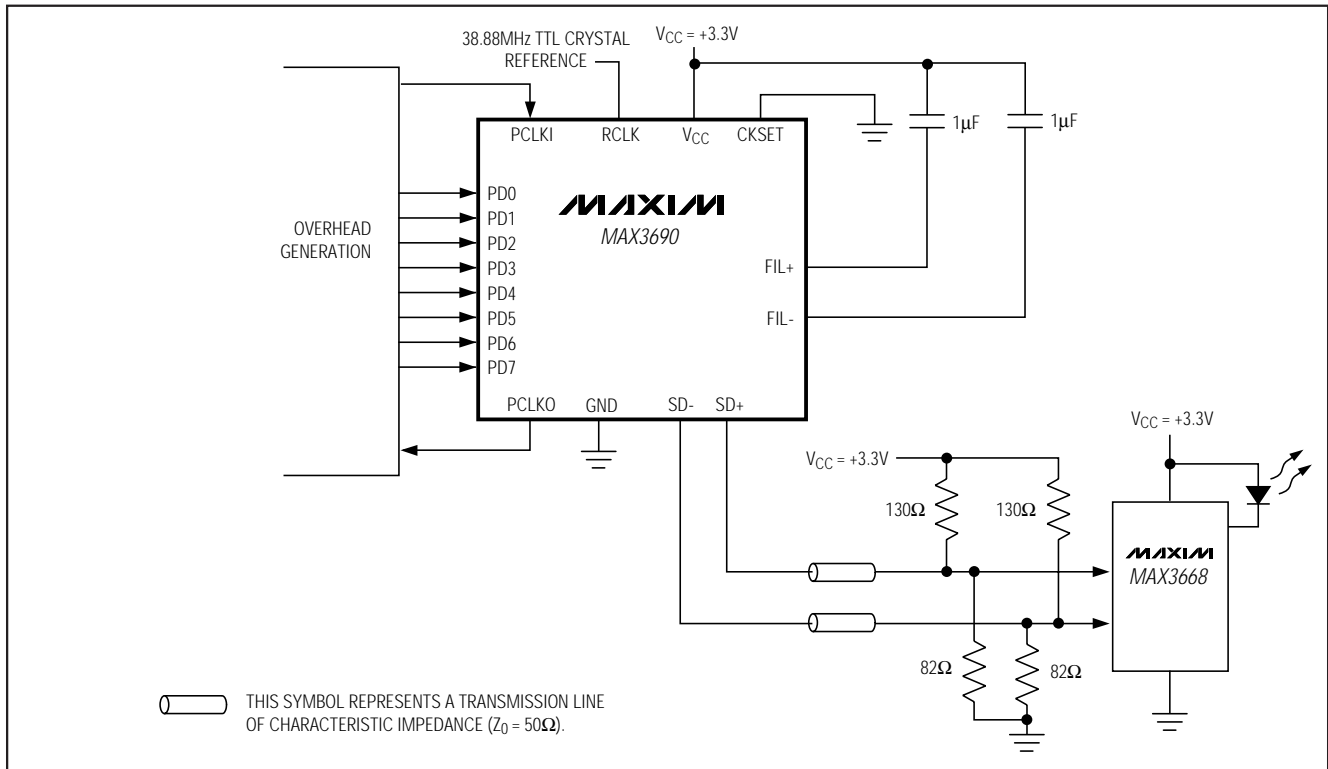 38.88MHz TTL CRYSTAL
REFERENCE
VCC = +3.3V
PCLKI
RCLK
VCC
CKSET
1µF
1µF
OVERHEAD
GENERATION
PD0
PD1
PD2
PD3
PD4
PD5
PD6
PD7
MAXIM
MAX3690
FIL+
FIL-
PCLKO
GND
SD-
SD+
VCC = +3.3V
VCC = +3.3V
130Ω
130Ω
MAXIM
MAX3668
82Ω
82Ω
THIS SYMBOL REPRESENTS A TRANSMISSION LINE
OF CHARACTERISTIC IMPEDANCE (Z0 = 50Ω).